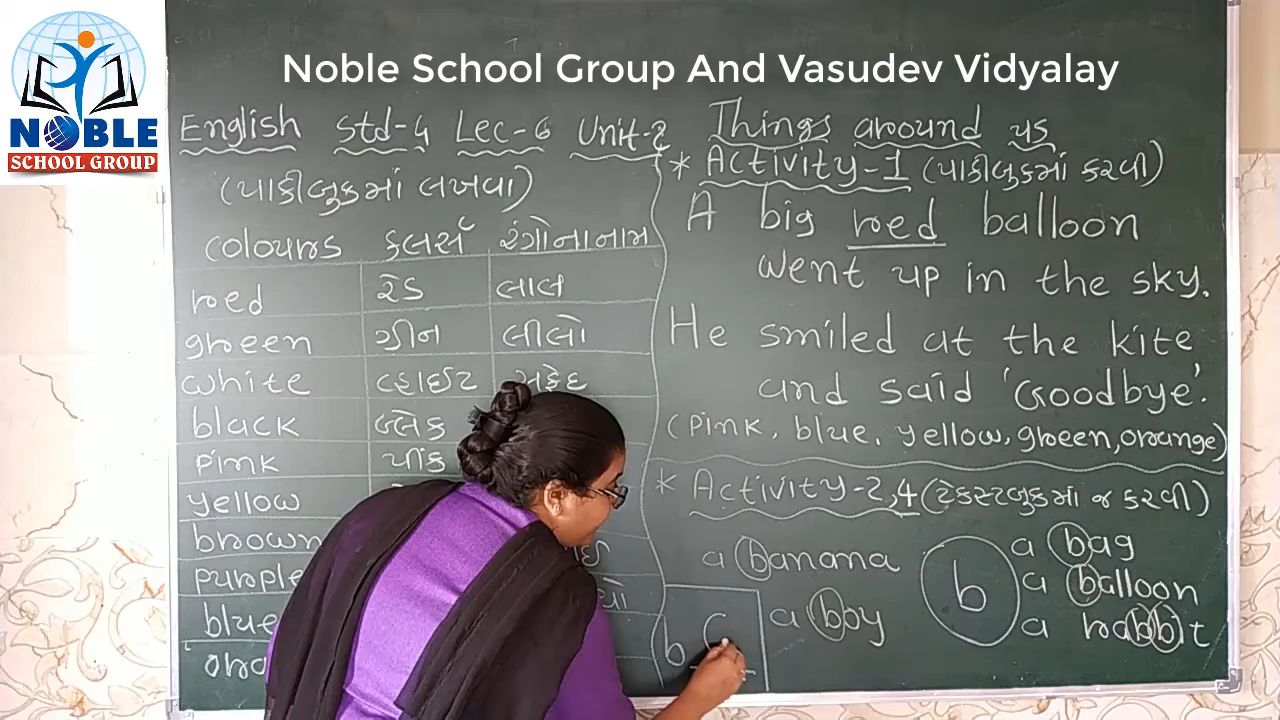 NOBLE
SCHOOL GROUP
Noble School Group And Vasudev Vidyalay
English Std-4 Lec-6 Unit-2 Things around us
(પાકીબુકમાં લખવા)
colours કલર્સ રંગોના નામ
red રેડ લાલ
green ગ્રીન લીલો
white વ્હાઈટ સફેદ
black બ્લેક
pink પીંક
yellow
brown
purple
blue
* Activity-1 (પાકીબુકમાં કરવી)
A big red balloon
went up in the sky.
He smiled at the kite
and said 'Goodbye'.
(Pink, blue, yellow, green, orange)
* Activity-2,4 (ટેક્સ્ટબુકમાં જ કરવી)
a banana
a boy
b
a bag
a balloon
a rabbit
b